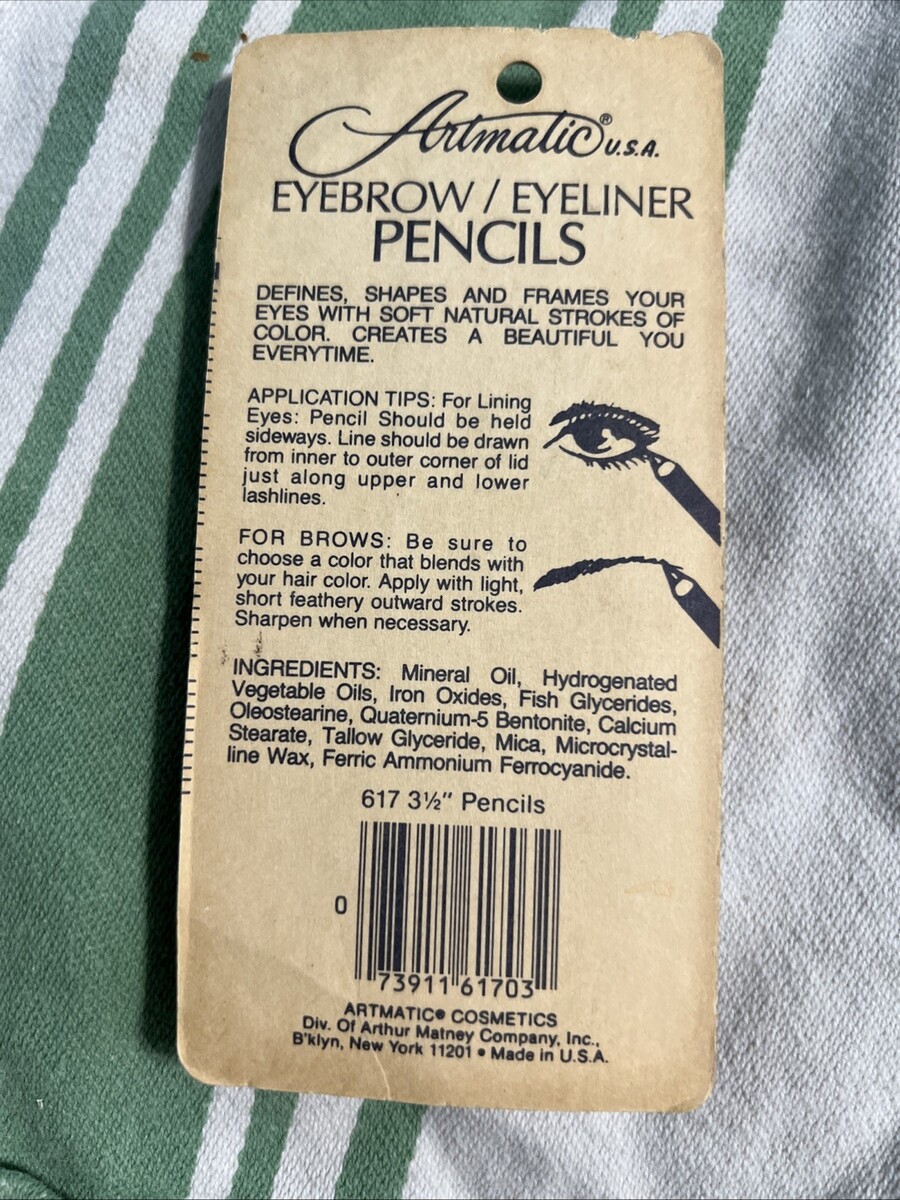 Artmatic® U.S.A.
EYEBROW / EYELINER
PENCILS
DEFINES, SHAPES AND FRAMES YOUR
EYES WITH SOFT NATURAL STROKES OF
COLOR. CREATES A BEAUTIFUL YOU
EVERYTIME.
APPLICATION TIPS: For Lining
Eyes: Pencil Should be held
sideways. Line should be drawn
from inner to outer corner of lid
just along upper and lower
lashlines.
FOR BROWS: Be sure to
choose a color that blends with
your hair color. Apply with light,
short feathery outward strokes.
Sharpen when necessary.
INGREDIENTS: Mineral Oil, Hydrogenated
Vegetable Oils, Iron Oxides, Fish Glycerides,
Oleostearine, Quaternium-5 Bentonite, Calcium
Stearate, Tallow Glyceride, Mica, Microcrystal-
line Wax, Ferric Ammonium Ferrocyanide.
617 3½" Pencils
0 73911 61703
ARTMATIC® COSMETICS
Div. Of Arthur Matney Company, Inc.,
B'klyn, New York 11201 • Made in U.S.A.